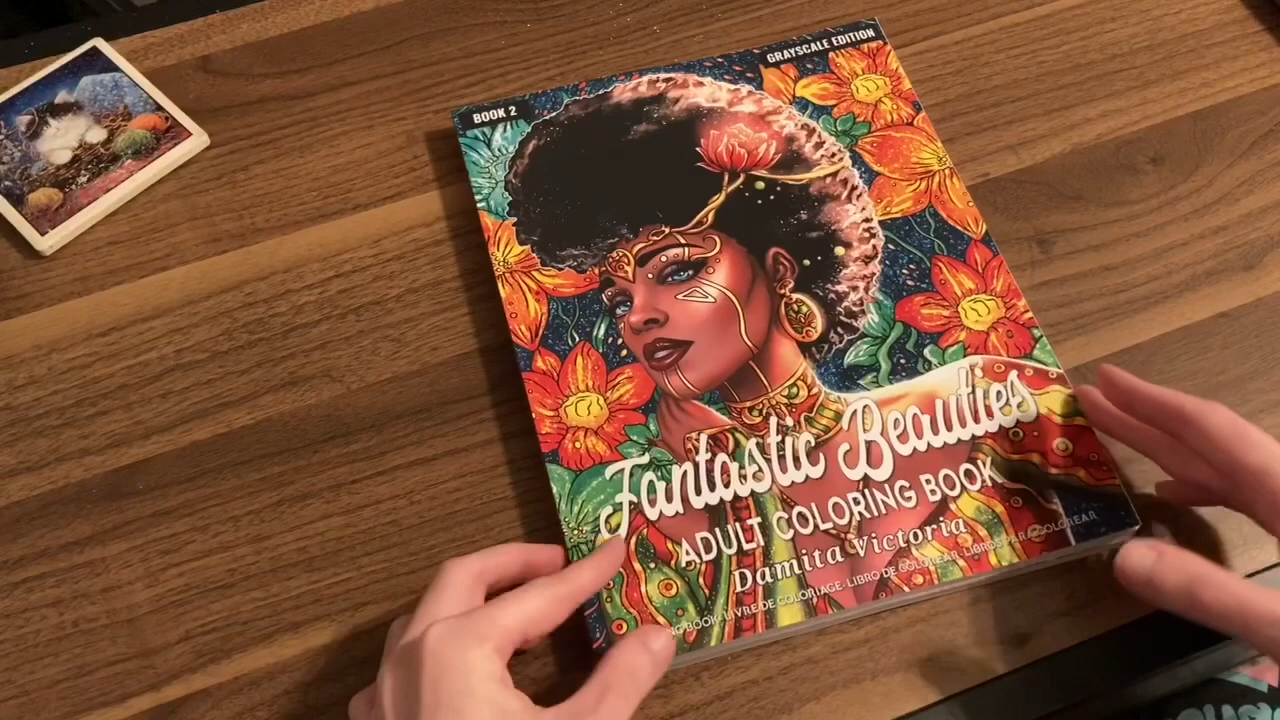 BOOK 2
GRAYSCALE EDITION
Fantastic Beauties
ADULT COLORING BOOK
Damita Victoria
BOOK · LIVRE DE COLORIAGE · LIBRO DE COLOREAR · LIBROS PARA COLOREAR